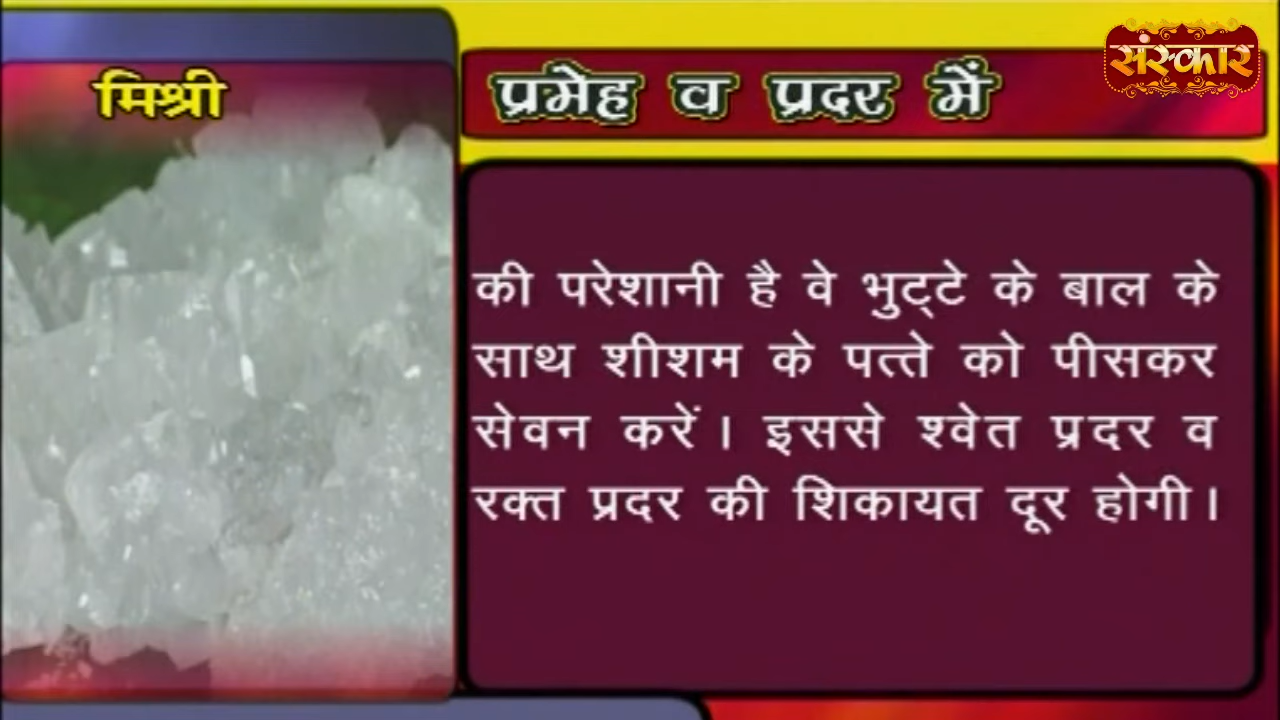 संस्कार
मिश्री
प्रमेह व प्रदर में
की परेशानी है वे भुट्टे के बाल के
साथ शीशम के पत्ते को पीसकर
सेवन करें। इससे श्वेत प्रदर व
रक्त प्रदर की शिकायत दूर होगी।